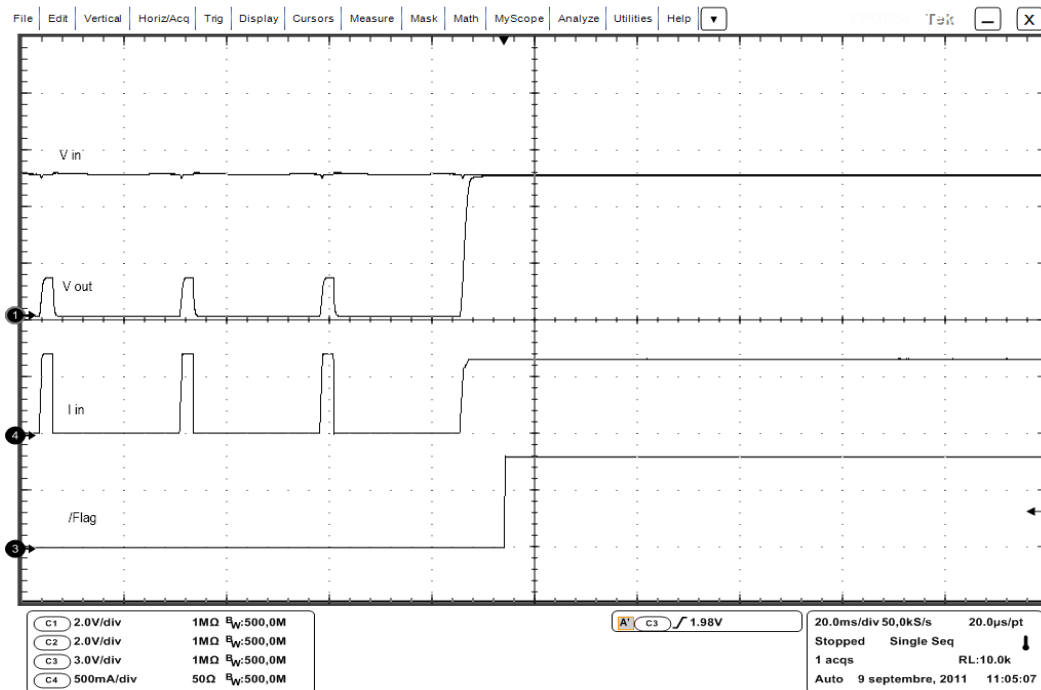 File Edit Vertical Horiz/Acq Trig Display Cursors Measure Mask Math MyScope Analyze Utilities Help Tek X
V in
V out
1
I in
4
/Flag
3
C1 2.0V/div 1MΩ BW:500,0M
C2 2.0V/div 1MΩ BW:500,0M
C3 3.0V/div 1MΩ BW:500,0M
C4 500mA/div 50Ω BW:500,0M
A' C3 1.98V
20.0ms/div 50,0kS/s 20.0µs/pt
Stopped Single Seq
1 acqs RL:10.0k
Auto 9 septembre, 2011 11:05:07